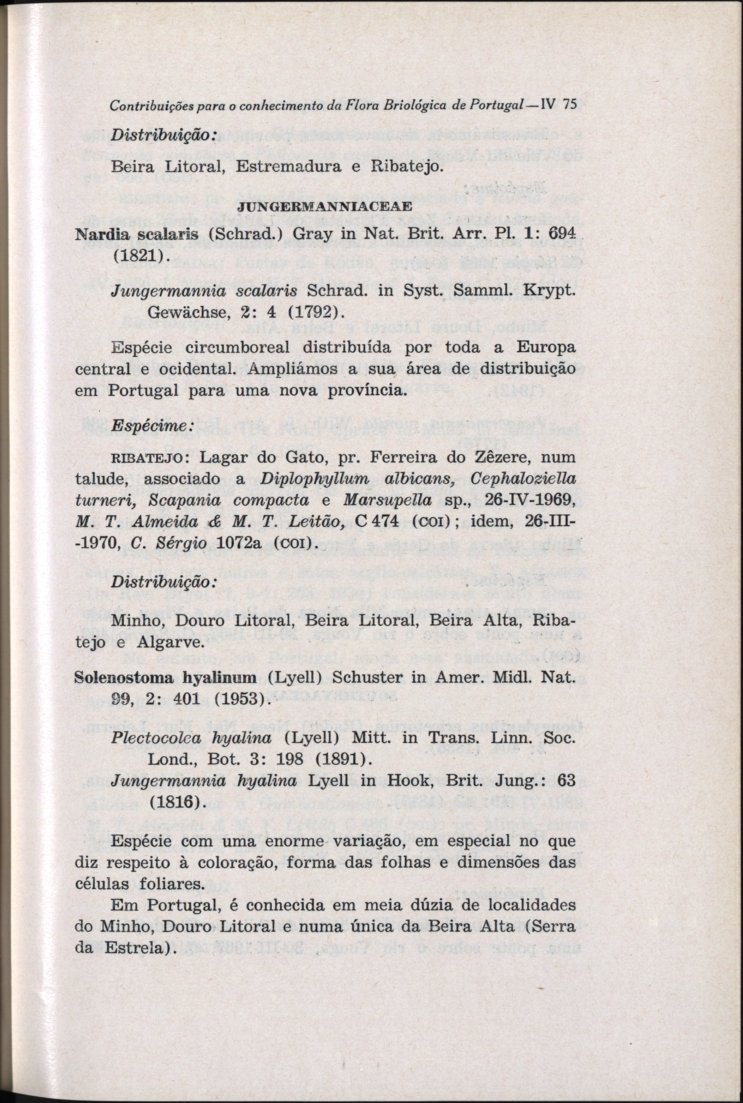 Contribuições para o conhecimento da Flora Briológica de Portugal—IV 75
Distribuição:
Beira Litoral, Estremadura e Ribatejo.
JUNGERMANNIACEAE
Nardia scalaris (Schrad.) Gray in Nat. Brit. Arr. Pl. 1: 694
(1821).
Jungermannia scalaris Schrad. in Syst. Samml. Krypt.
Gewächse, 2: 4 (1792).
Espécie circumboreal distribuída por toda a Europa
central e ocidental. Ampliámos a sua área de distribuição
em Portugal para uma nova província.
Espécime:
RIBATEJO: Lagar do Gato, pr. Ferreira do Zêzere, num
talude, associado a Diplophyllum albicans, Cephaloziella
turneri, Scapania compacta e Marsupella sp., 26-IV-1969,
M. T. Almeida & M. T. Leitão, C 474 (COI); idem, 26-III-
-1970, C. Sérgio 1072a (COI).
Distribuição:
Minho, Douro Litoral, Beira Litoral, Beira Alta, Riba-
tejo e Algarve.
Solenostoma hyalinum (Lyell) Schuster in Amer. Midl. Nat.
99, 2: 401 (1953).
Plectocolea hyalina (Lyell) Mitt. in Trans. Linn. Soc.
Lond., Bot. 3: 198 (1891).
Jungermannia hyalina Lyell in Hook, Brit. Jung.: 63
(1816).
Espécie com uma enorme variação, em especial no que
diz respeito à coloração, forma das folhas e dimensões das
células foliares.
Em Portugal, é conhecida em meia dúzia de localidades
do Minho, Douro Litoral e numa única da Beira Alta (Serra
da Estrela).